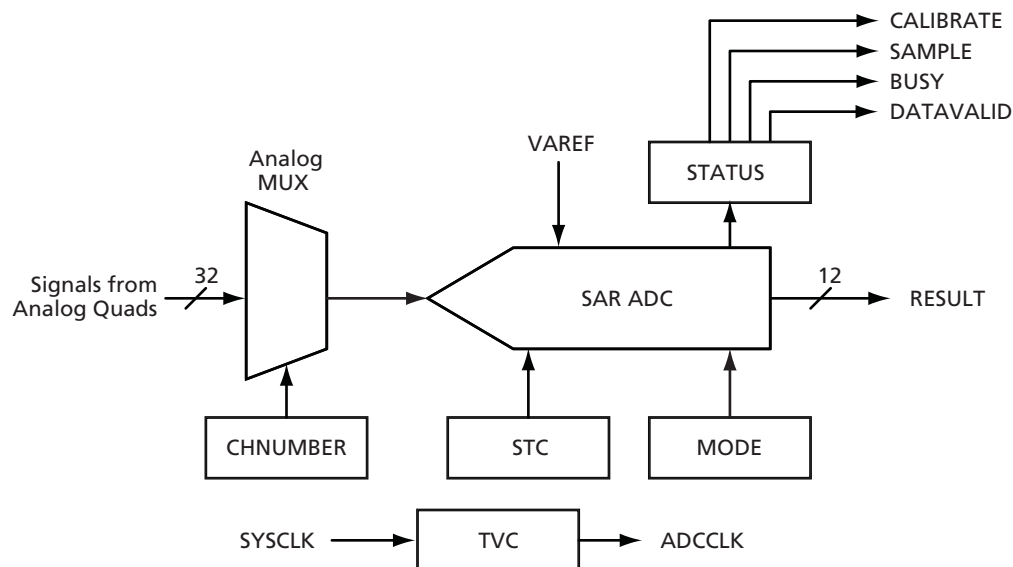 CALIBRATE
SAMPLE
BUSY
DATAVALID
STATUS
VAREF
Analog
MUX
Signals from
Analog Quads
32
SAR ADC
12
RESULT
CHNUMBER
STC
MODE
SYSCLK
TVC
ADCCLK